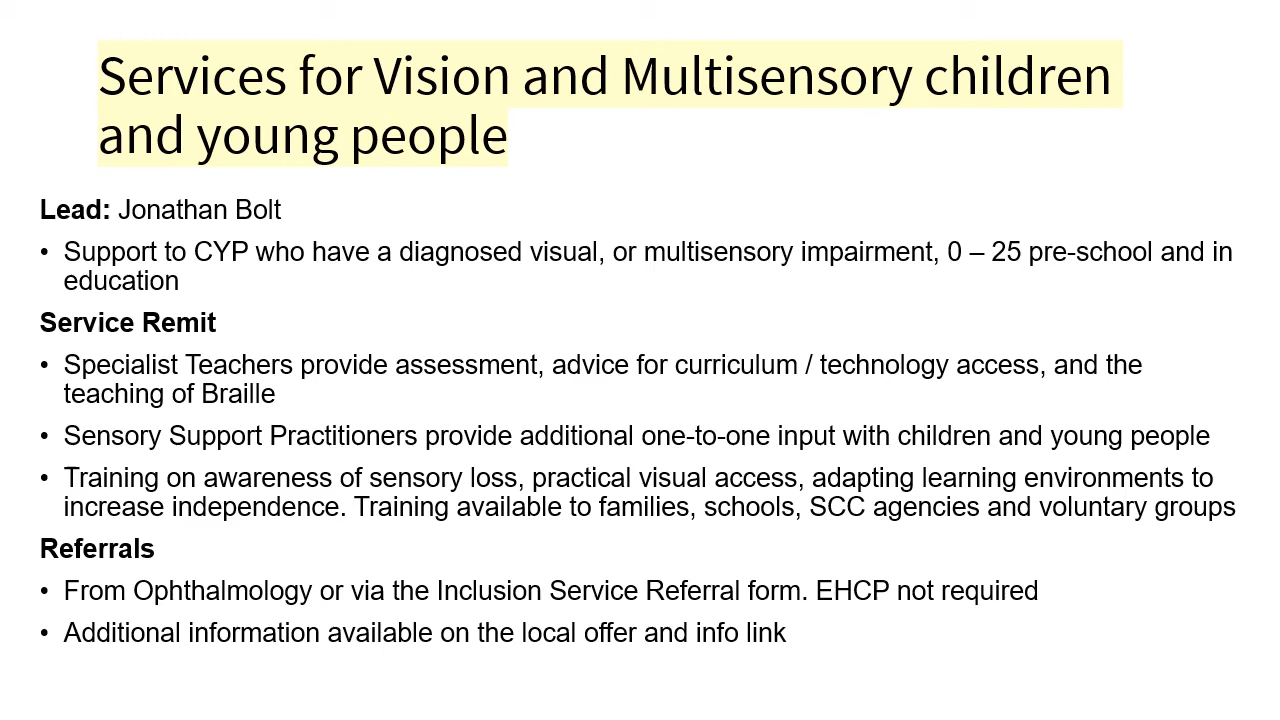 Services for Vision and Multisensory children
and young people
Lead: Jonathan Bolt
• Support to CYP who have a diagnosed visual, or multisensory impairment, 0 – 25 pre-school and in
education
Service Remit
• Specialist Teachers provide assessment, advice for curriculum / technology access, and the
teaching of Braille
• Sensory Support Practitioners provide additional one-to-one input with children and young people
• Training on awareness of sensory loss, practical visual access, adapting learning environments to
increase independence. Training available to families, schools, SCC agencies and voluntary groups
Referrals
• From Ophthalmology or via the Inclusion Service Referral form. EHCP not required
• Additional information available on the local offer and info link